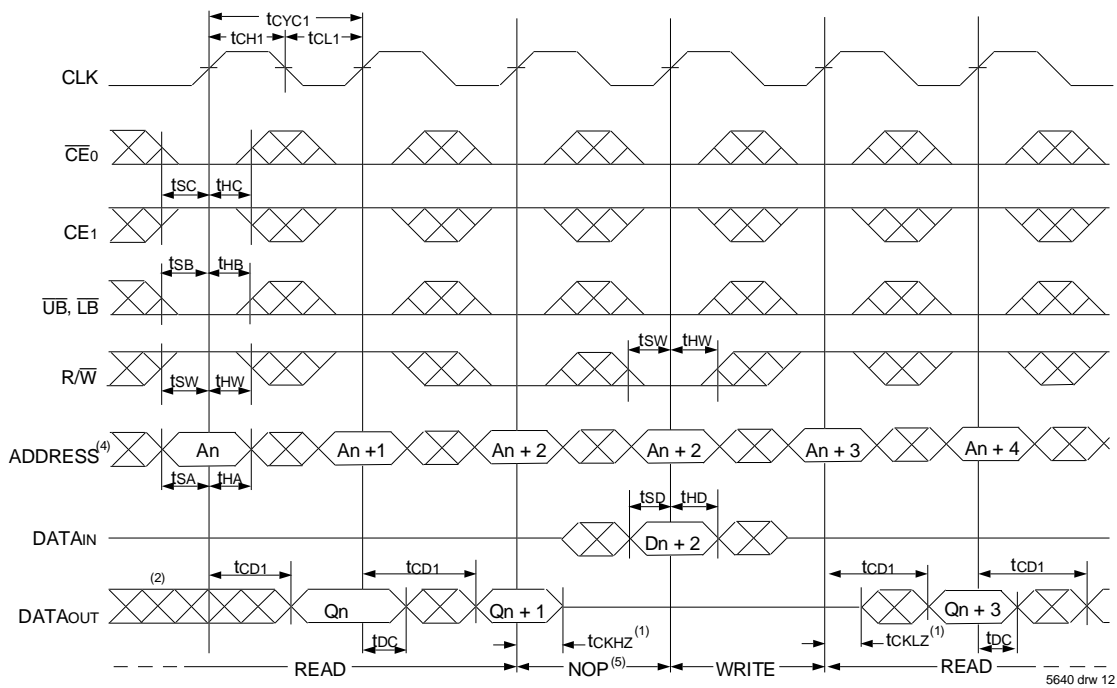 tCYC1
tCH1 tCL1
CLK
CE0
tSC tHC
CE1
tSB tHB
UB, LB
tSW tHW
R/W
tSW tHW
ADDRESS(4) An An +1 An + 2 An + 2 An + 3 An + 4
tSA tHA
tSD tHD
DATAIN Dn + 2
(2) tCD1 tCD1 tCD1 tCD1
DATAOUT Qn Qn + 1 Qn + 3
tDC tCKHZ(1) tCKLZ(1) tDC
READ NOP(5) WRITE READ
5640 drw 12